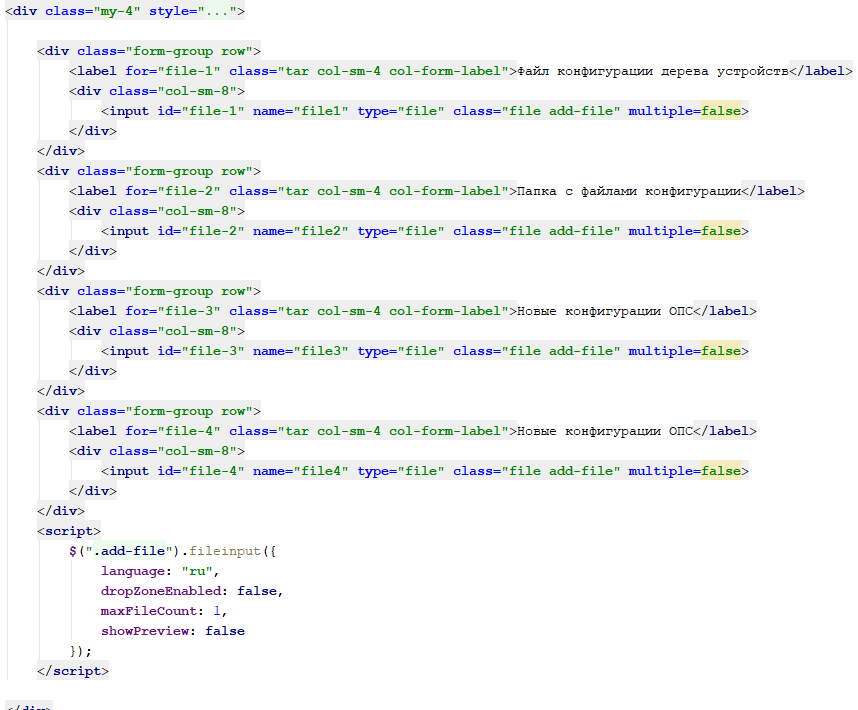 <div class="my-4" style="...">
<div class="form-group row">
<label for="file-1" class="tar col-sm-4 col-form-label">Файл конфигурации дерева устройств</label>
<div class="col-sm-8">
<input id="file-1" name="file1" type="file" class="file add-file" multiple=false>
</div>
</div>
<div class="form-group row">
<label for="file-2" class="tar col-sm-4 col-form-label">Папка с файлами конфигурации</label>
<div class="col-sm-8">
<input id="file-2" name="file2" type="file" class="file add-file" multiple=false>
</div>
</div>
<div class="form-group row">
<label for="file-3" class="tar col-sm-4 col-form-label">Новые конфигурации ОПС</label>
<div class="col-sm-8">
<input id="file-3" name="file3" type="file" class="file add-file" multiple=false>
</div>
</div>
<div class="form-group row">
<label for="file-4" class="tar col-sm-4 col-form-label">Новые конфигурации ОПС</label>
<div class="col-sm-8">
<input id="file-4" name="file4" type="file" class="file add-file" multiple=false>
</div>
</div>
<script>
$(".add-file").fileinput({
language: "ru",
dropZoneEnabled: false,
maxFileCount: 1,
showPreview: false
});
</script>
</div>